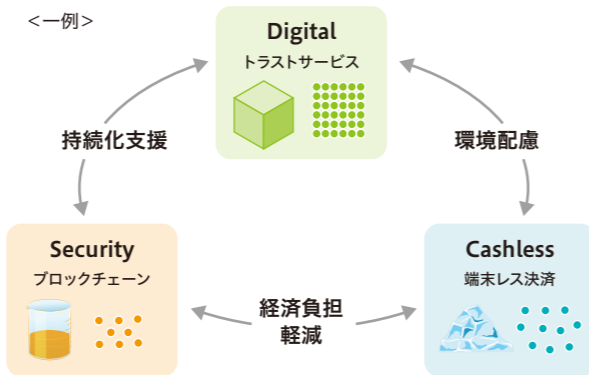 <一例>
Digital
トラストサービス
持続化支援
環境配慮
Security
ブロックチェーン
Cashless
端末レス決済
経済負担
軽減